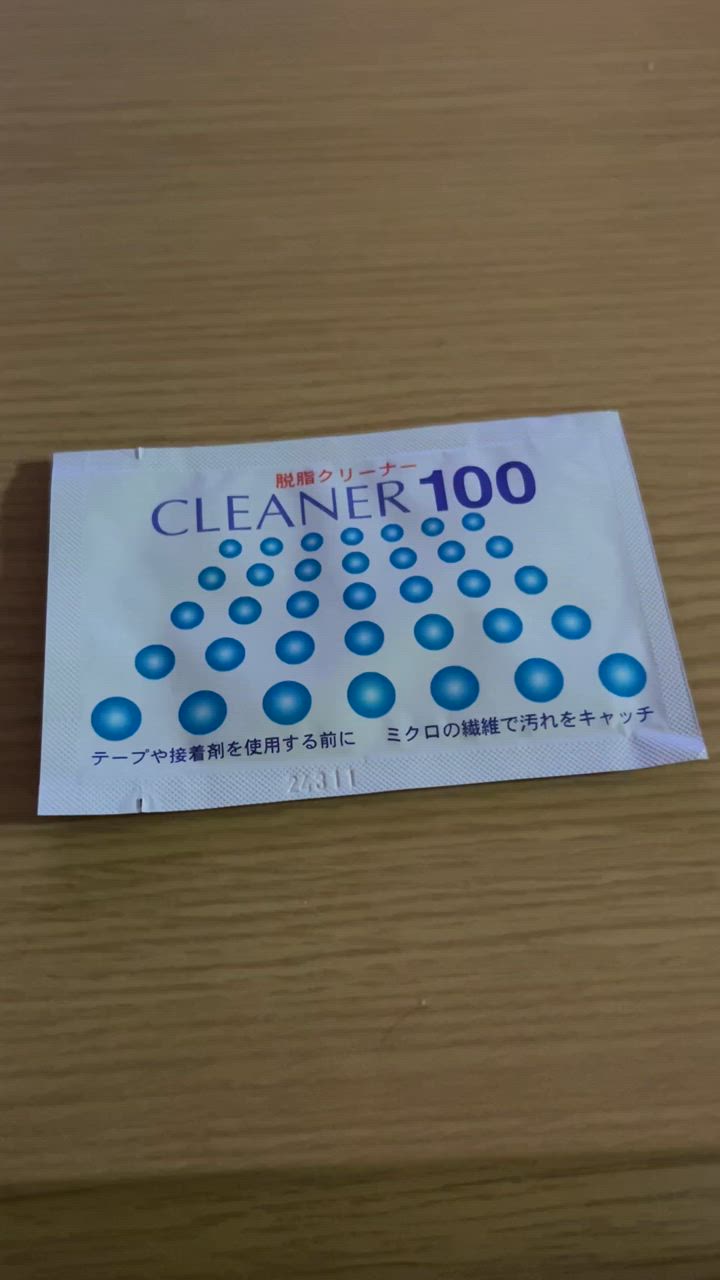 脱脂クリーナー
CLEANER 100
テープや接着剤を使用する前に ミクロの繊維で汚れをキャッチ
24311